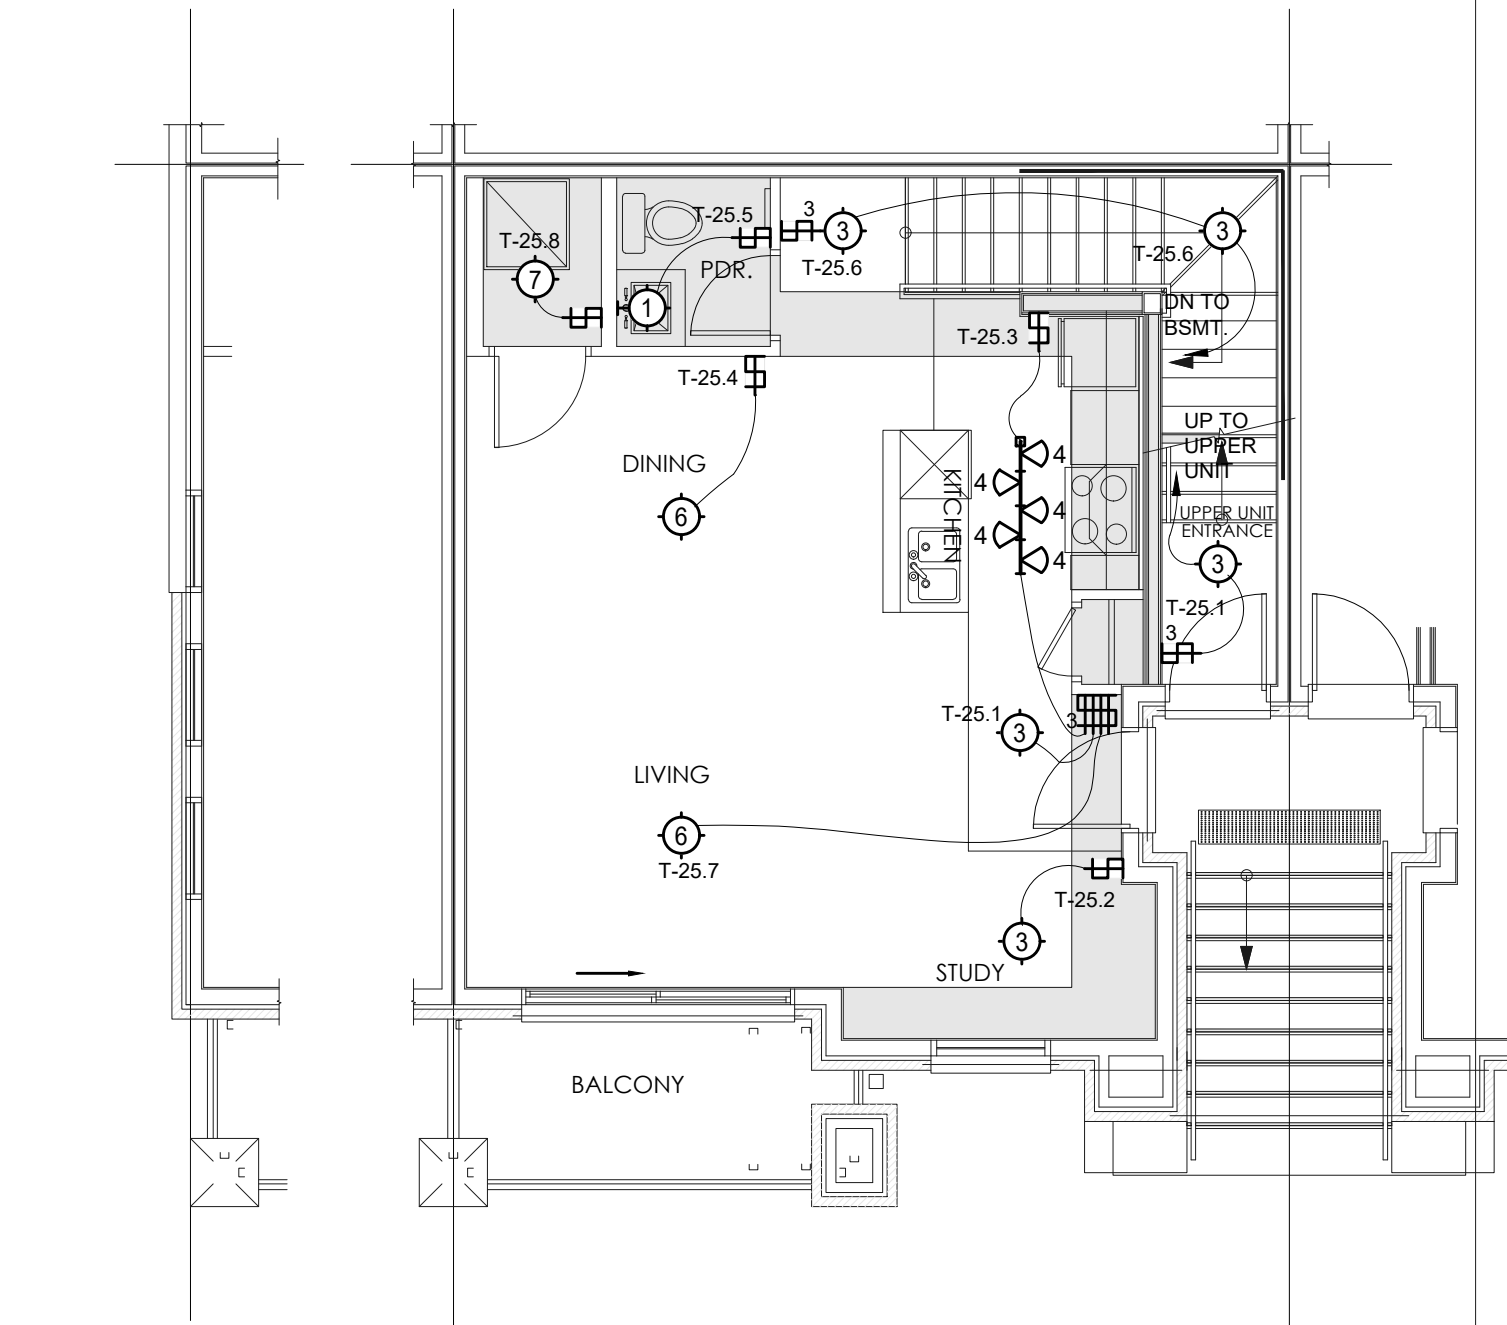 T-25.5
3
3
T-25.6
3
T-25.6
T-25.8
7
PDR.
1
DN TO
BSMT.
T-25.3
T-25.4
UP TO
UPPER
UNIT
DINING
6
KITCHEN
4
4
4
4
4
UPPER UNIT
ENTRANCE
3
T-25.1
3
T-25.1
3
3
LIVING
6
T-25.7
T-25.2
3
STUDY
BALCONY